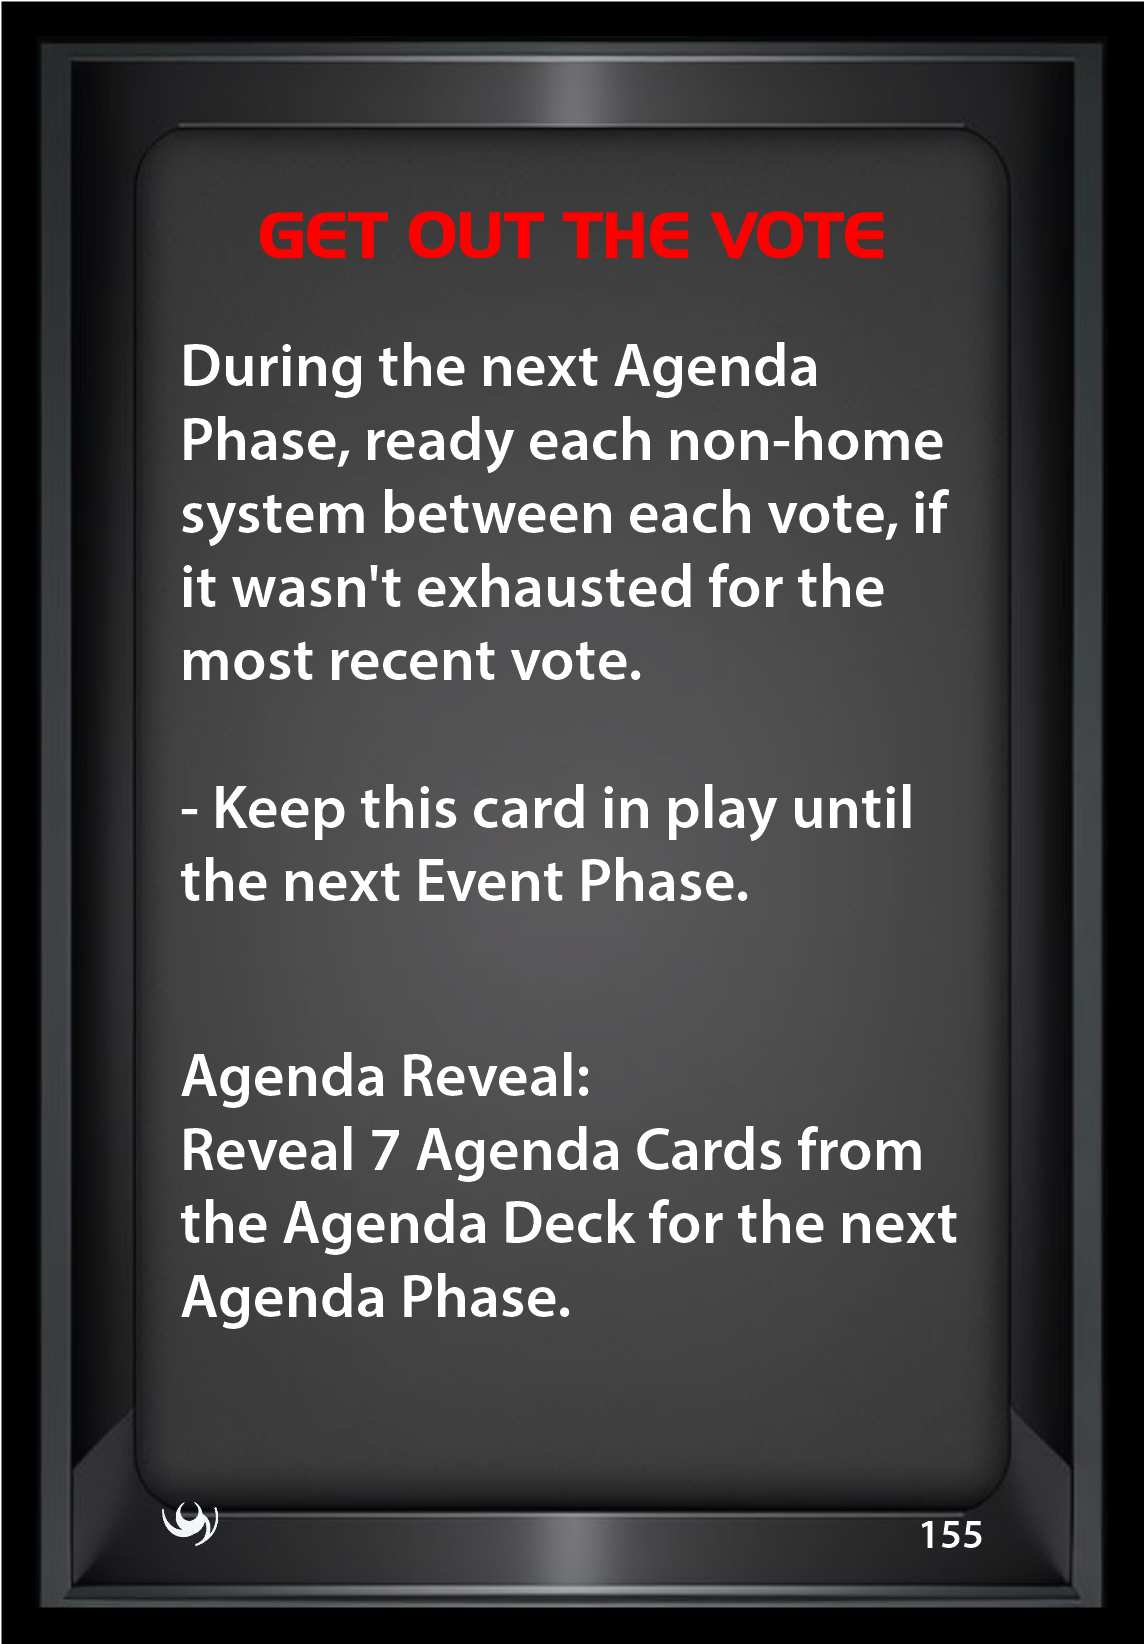 GET OUT THE VOTE
During the next Agenda
Phase, ready each non-home
system between each vote, if
it wasn't exhausted for the
most recent vote.
- Keep this card in play until
the next Event Phase.
Agenda Reveal:
Reveal 7 Agenda Cards from
the Agenda Deck for the next
Agenda Phase.
155